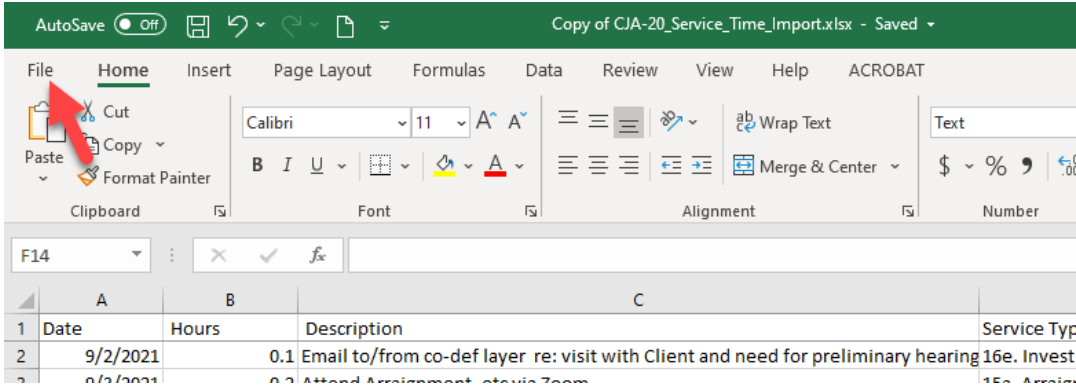 AutoSave Off Copy of CJA-20_Service_Time_Import.xlsx - Saved
File Home Insert Page Layout Formulas Data Review View Help ACROBAT
Cut
Calibri 11 A A ab Wrap Text Text
Copy
Paste B I U A Merge & Center $ %
Format Painter
Clipboard Font Alignment Number
F14 fx
A B C
1 Date Hours Description Service Typ
2 9/2/2021 0.1 Email to/from co-def layer re: visit with Client and need for preliminary hearing 16e. Invest